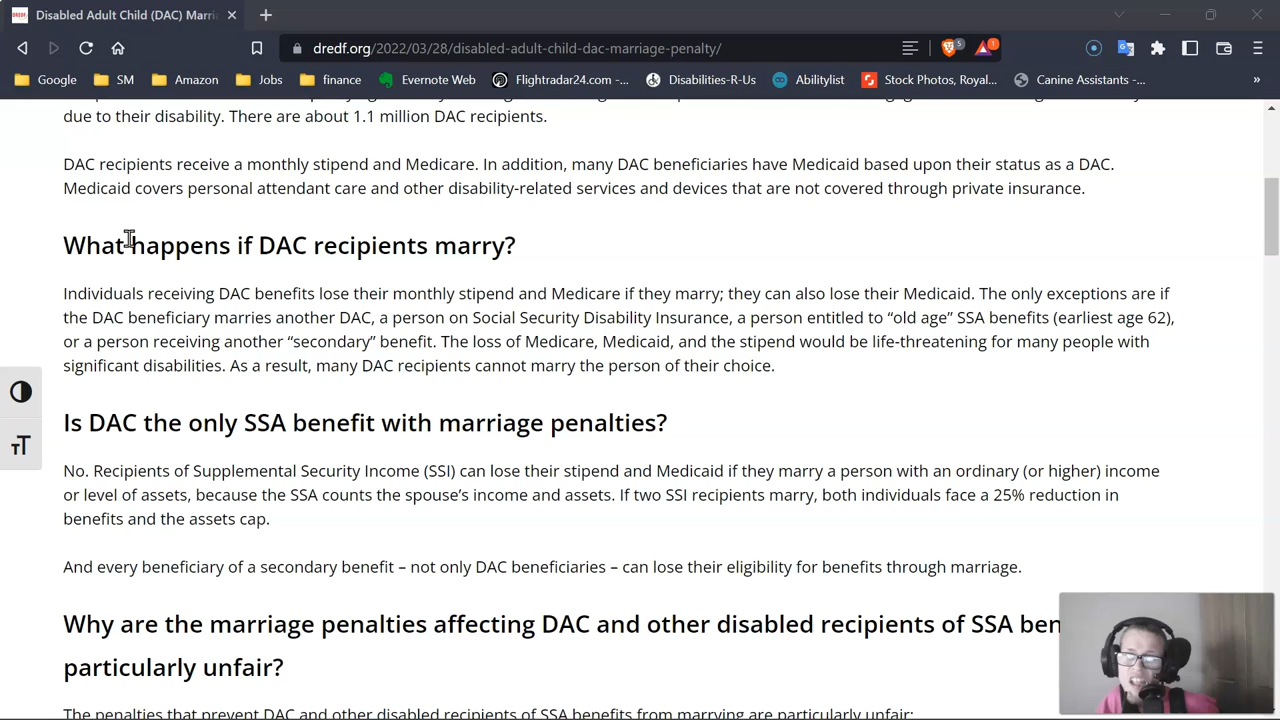 DREDF
Disabled Adult Child (DAC) Marri
dredf.org/2022/03/28/disabled-adult-child-dac-marriage-penalty/
5
1
Google SM Amazon Jobs finance Evernote Web Flightradar24.com -... Disabilities-R-Us Abilitylist Stock Photos, Royal... Canine Assistants -... »
due to their disability. There are about 1.1 million DAC recipients.
DAC recipients receive a monthly stipend and Medicare. In addition, many DAC beneficiaries have Medicaid based upon their status as a DAC.
Medicaid covers personal attendant care and other disability-related services and devices that are not covered through private insurance.
What happens if DAC recipients marry?
Individuals receiving DAC benefits lose their monthly stipend and Medicare if they marry; they can also lose their Medicaid. The only exceptions are if
the DAC beneficiary marries another DAC, a person on Social Security Disability Insurance, a person entitled to “old age” SSA benefits (earliest age 62),
or a person receiving another “secondary” benefit. The loss of Medicare, Medicaid, and the stipend would be life-threatening for many people with
significant disabilities. As a result, many DAC recipients cannot marry the person of their choice.
TT
Is DAC the only SSA benefit with marriage penalties?
No. Recipients of Supplemental Security Income (SSI) can lose their stipend and Medicaid if they marry a person with an ordinary (or higher) income
or level of assets, because the SSA counts the spouse’s income and assets. If two SSI recipients marry, both individuals face a 25% reduction in
benefits and the assets cap.
And every beneficiary of a secondary benefit – not only DAC beneficiaries – can lose their eligibility for benefits through marriage.
Why are the marriage penalties affecting DAC and other disabled recipients of SSA ben
particularly unfair?
The penalties that prevent DAC and other disabled recipients of SSA benefits from marrying are particularly unfair: